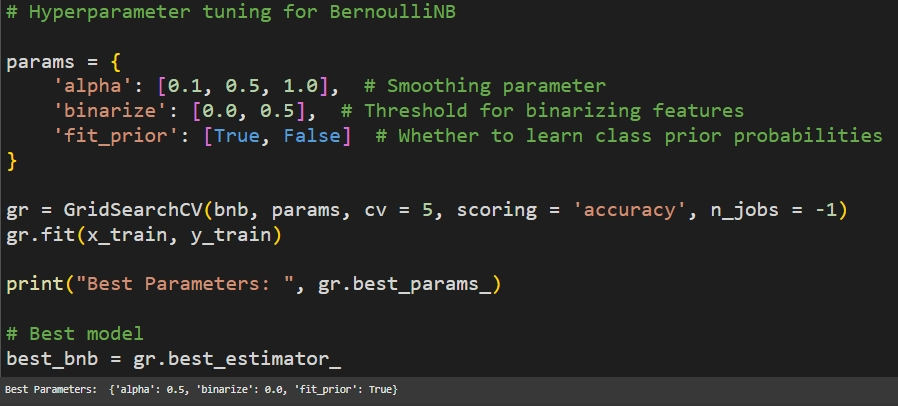 # Hyperparameter tuning for BernoulliNB
params = {
    'alpha': [0.1, 0.5, 1.0],  # Smoothing parameter
    'binarize': [0.0, 0.5],  # Threshold for binarizing features
    'fit_prior': [True, False]  # Whether to learn class prior probabilities
}
gr = GridSearchCV(bnb, params, cv = 5, scoring = 'accuracy', n_jobs = -1)
gr.fit(x_train, y_train)
print("Best Parameters: ", gr.best_params_)
# Best model
best_bnb = gr.best_estimator_
Best Parameters:  {'alpha': 0.5, 'binarize': 0.0, 'fit_prior': True}